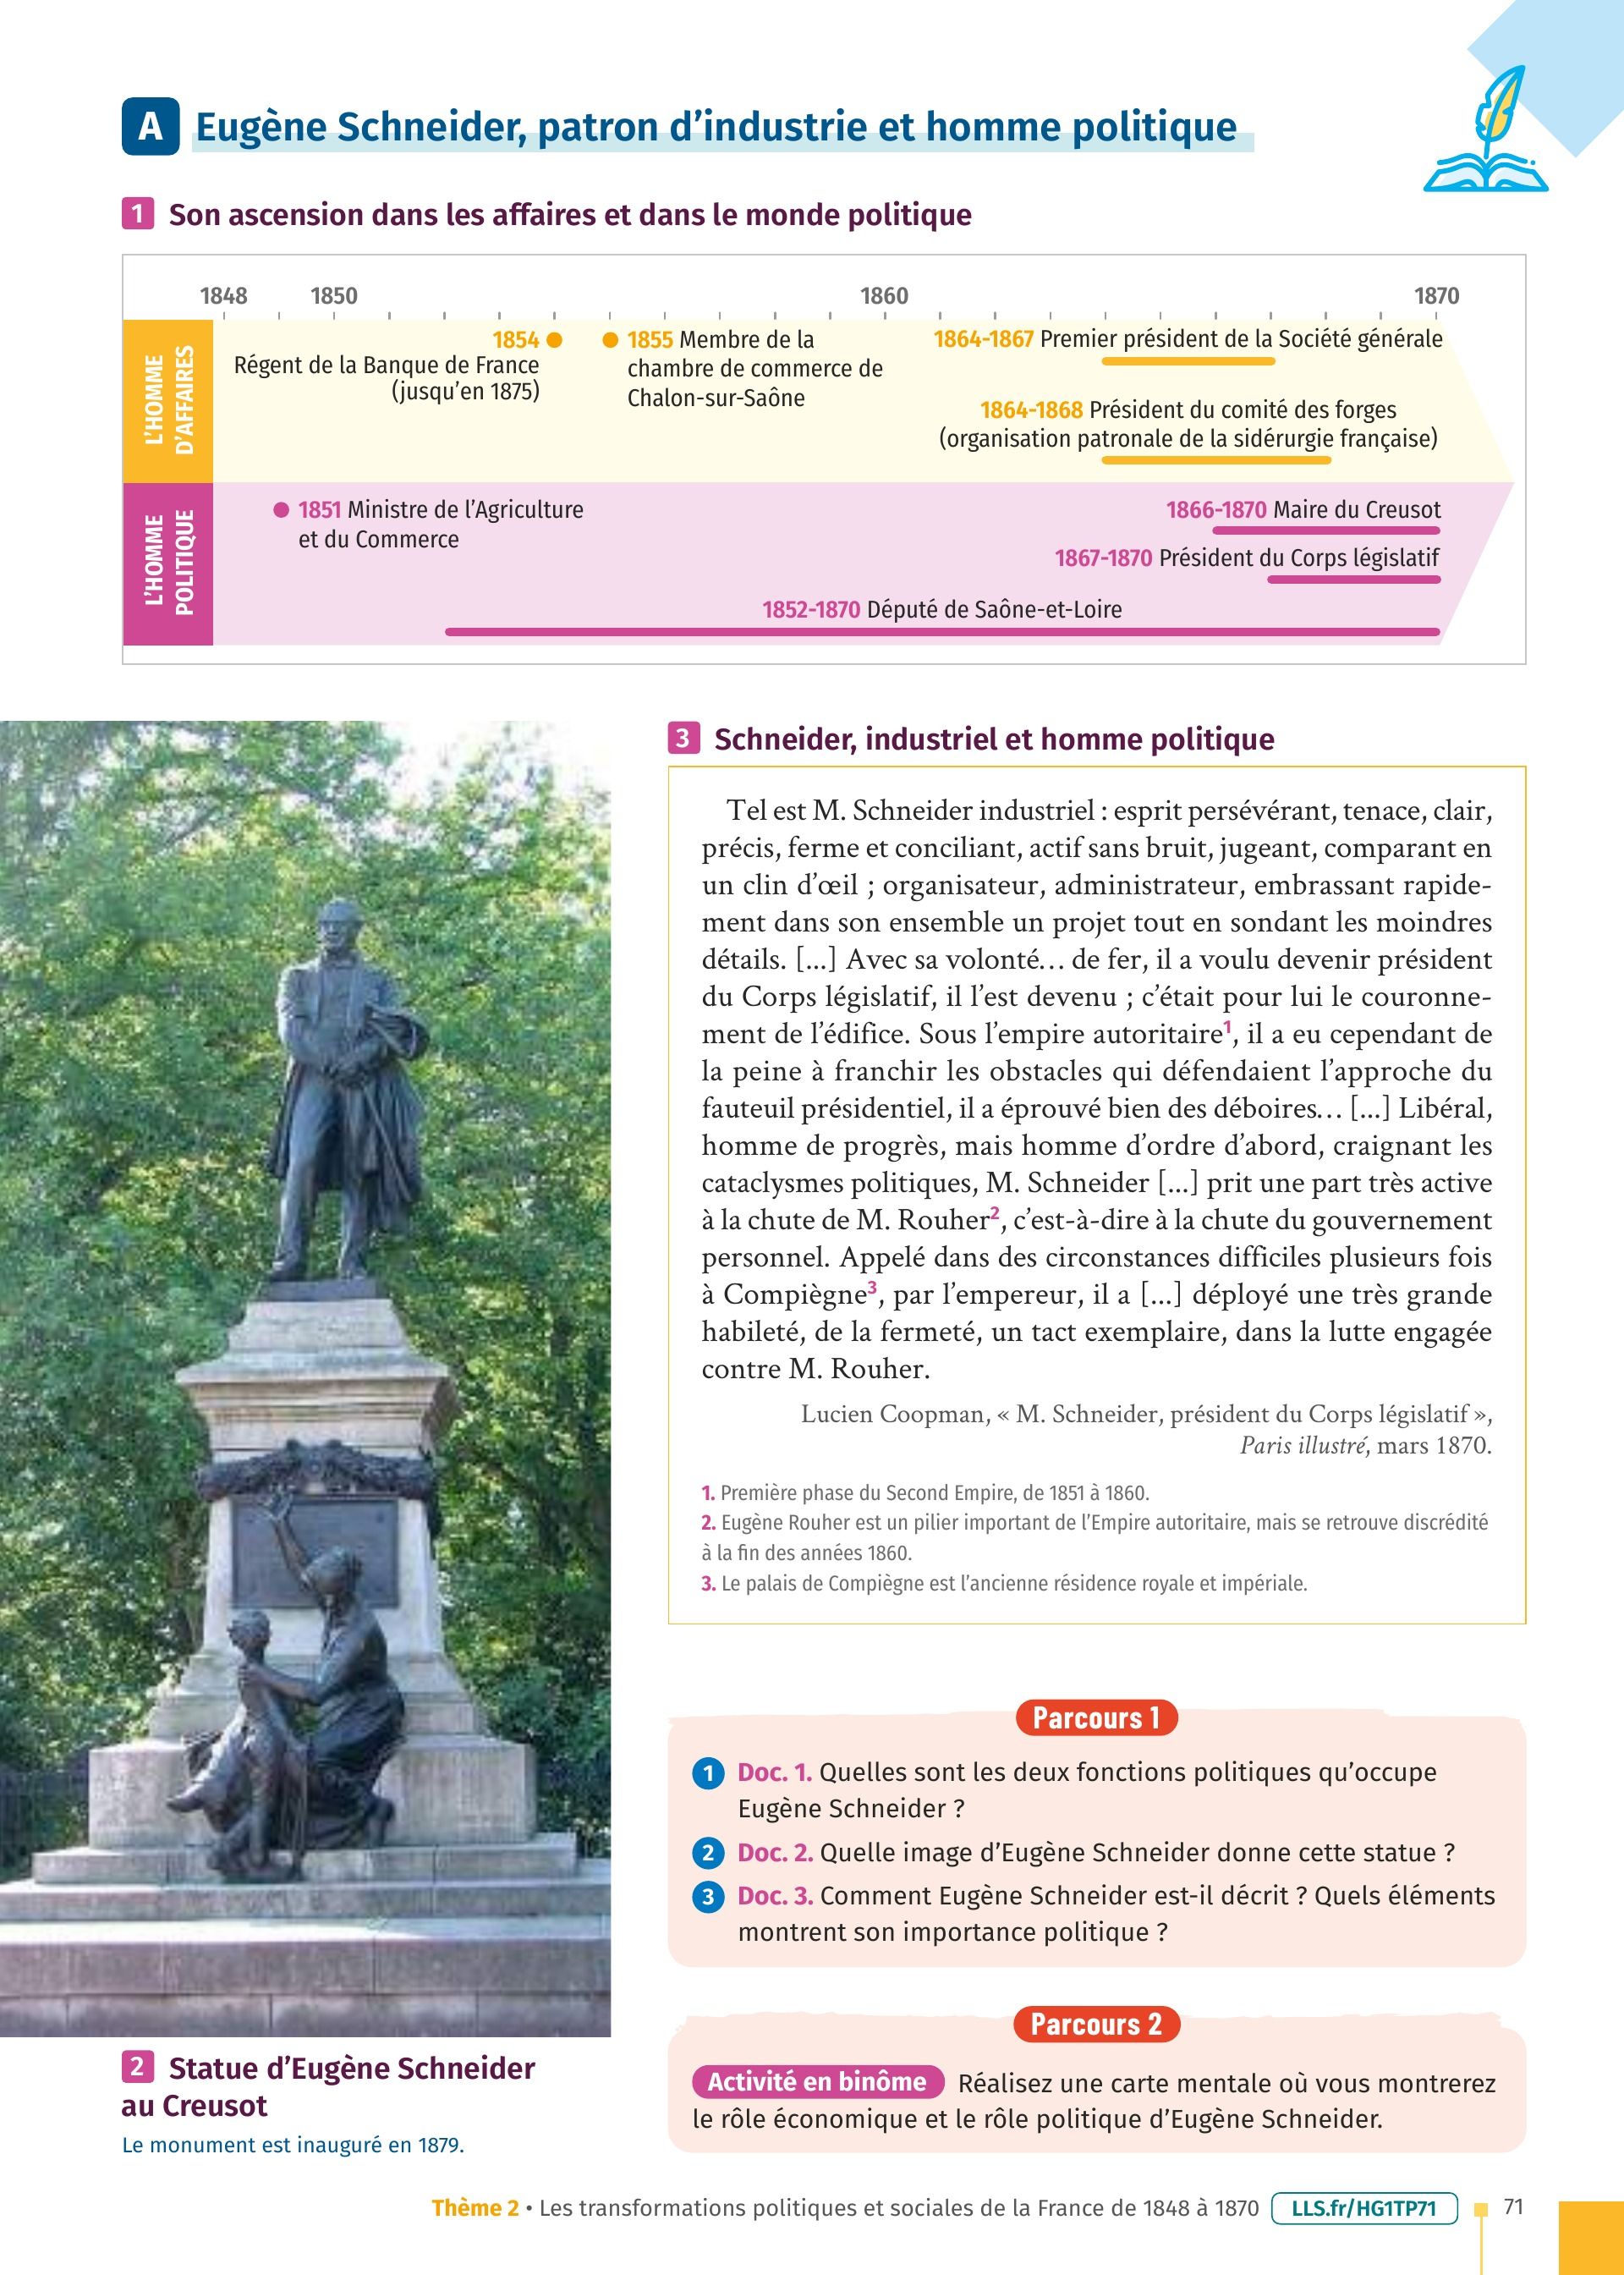 A Eugène Schneider, patron d’industrie et homme politique
1 Son ascension dans les affaires et dans le monde politique
1848 1850 1860 1870
L’HOMME
D’AFFAIRES
1854
Régent de la Banque de France
(jusqu’en 1875)
1855 Membre de la
chambre de commerce de
Chalon-sur-Saône
1864-1867 Premier président de la Société générale
1864-1868 Président du comité des forges
(organisation patronale de la sidérurgie française)
L’HOMME
POLITIQUE
1851 Ministre de l’Agriculture
et du Commerce
1866-1870 Maire du Creusot
1867-1870 Président du Corps législatif
1852-1870 Député de Saône-et-Loire
2 Statue d’Eugène Schneider
au Creusot
Le monument est inauguré en 1879.
3 Schneider, industriel et homme politique
Tel est M. Schneider industriel : esprit persévérant, tenace, clair,
précis, ferme et conciliant, actif sans bruit, jugeant, comparant en
un clin d’œil ; organisateur, administrateur, embrassant rapide-
ment dans son ensemble un projet tout en sondant les moindres
détails. [...] Avec sa volonté… de fer, il a voulu devenir président
du Corps législatif, il l’est devenu ; c’était pour lui le couronne-
ment de l’édifice. Sous l’empire autoritaire1, il a eu cependant de
la peine à franchir les obstacles qui défendaient l’approche du
fauteuil présidentiel, il a éprouvé bien des déboires… [...] Libéral,
homme de progrès, mais homme d’ordre d’abord, craignant les
cataclysmes politiques, M. Schneider [...] prit une part très active
à la chute de M. Rouher2, c’est-à-dire à la chute du gouvernement
personnel. Appelé dans des circonstances difficiles plusieurs fois
à Compiègne3, par l’empereur, il a [...] déployé une très grande
habileté, de la fermeté, un tact exemplaire, dans la lutte engagée
contre M. Rouher.
Lucien Coopman, « M. Schneider, président du Corps législatif »,
Paris illustré, mars 1870.
1. Première phase du Second Empire, de 1851 à 1860.
2. Eugène Rouher est un pilier important de l’Empire autoritaire, mais se retrouve discrédité
à la fin des années 1860.
3. Le palais de Compiègne est l’ancienne résidence royale et impériale.
Parcours 1
1 Doc. 1. Quelles sont les deux fonctions politiques qu’occupe
Eugène Schneider ?
2 Doc. 2. Quelle image d’Eugène Schneider donne cette statue ?
3 Doc. 3. Comment Eugène Schneider est-il décrit ? Quels éléments
montrent son importance politique ?
Parcours 2
Activité en binôme Réalisez une carte mentale où vous montrerez
le rôle économique et le rôle politique d’Eugène Schneider.
Thème 2 • Les transformations politiques et sociales de la France de 1848 à 1870 LLS.fr/HG1TP71 71